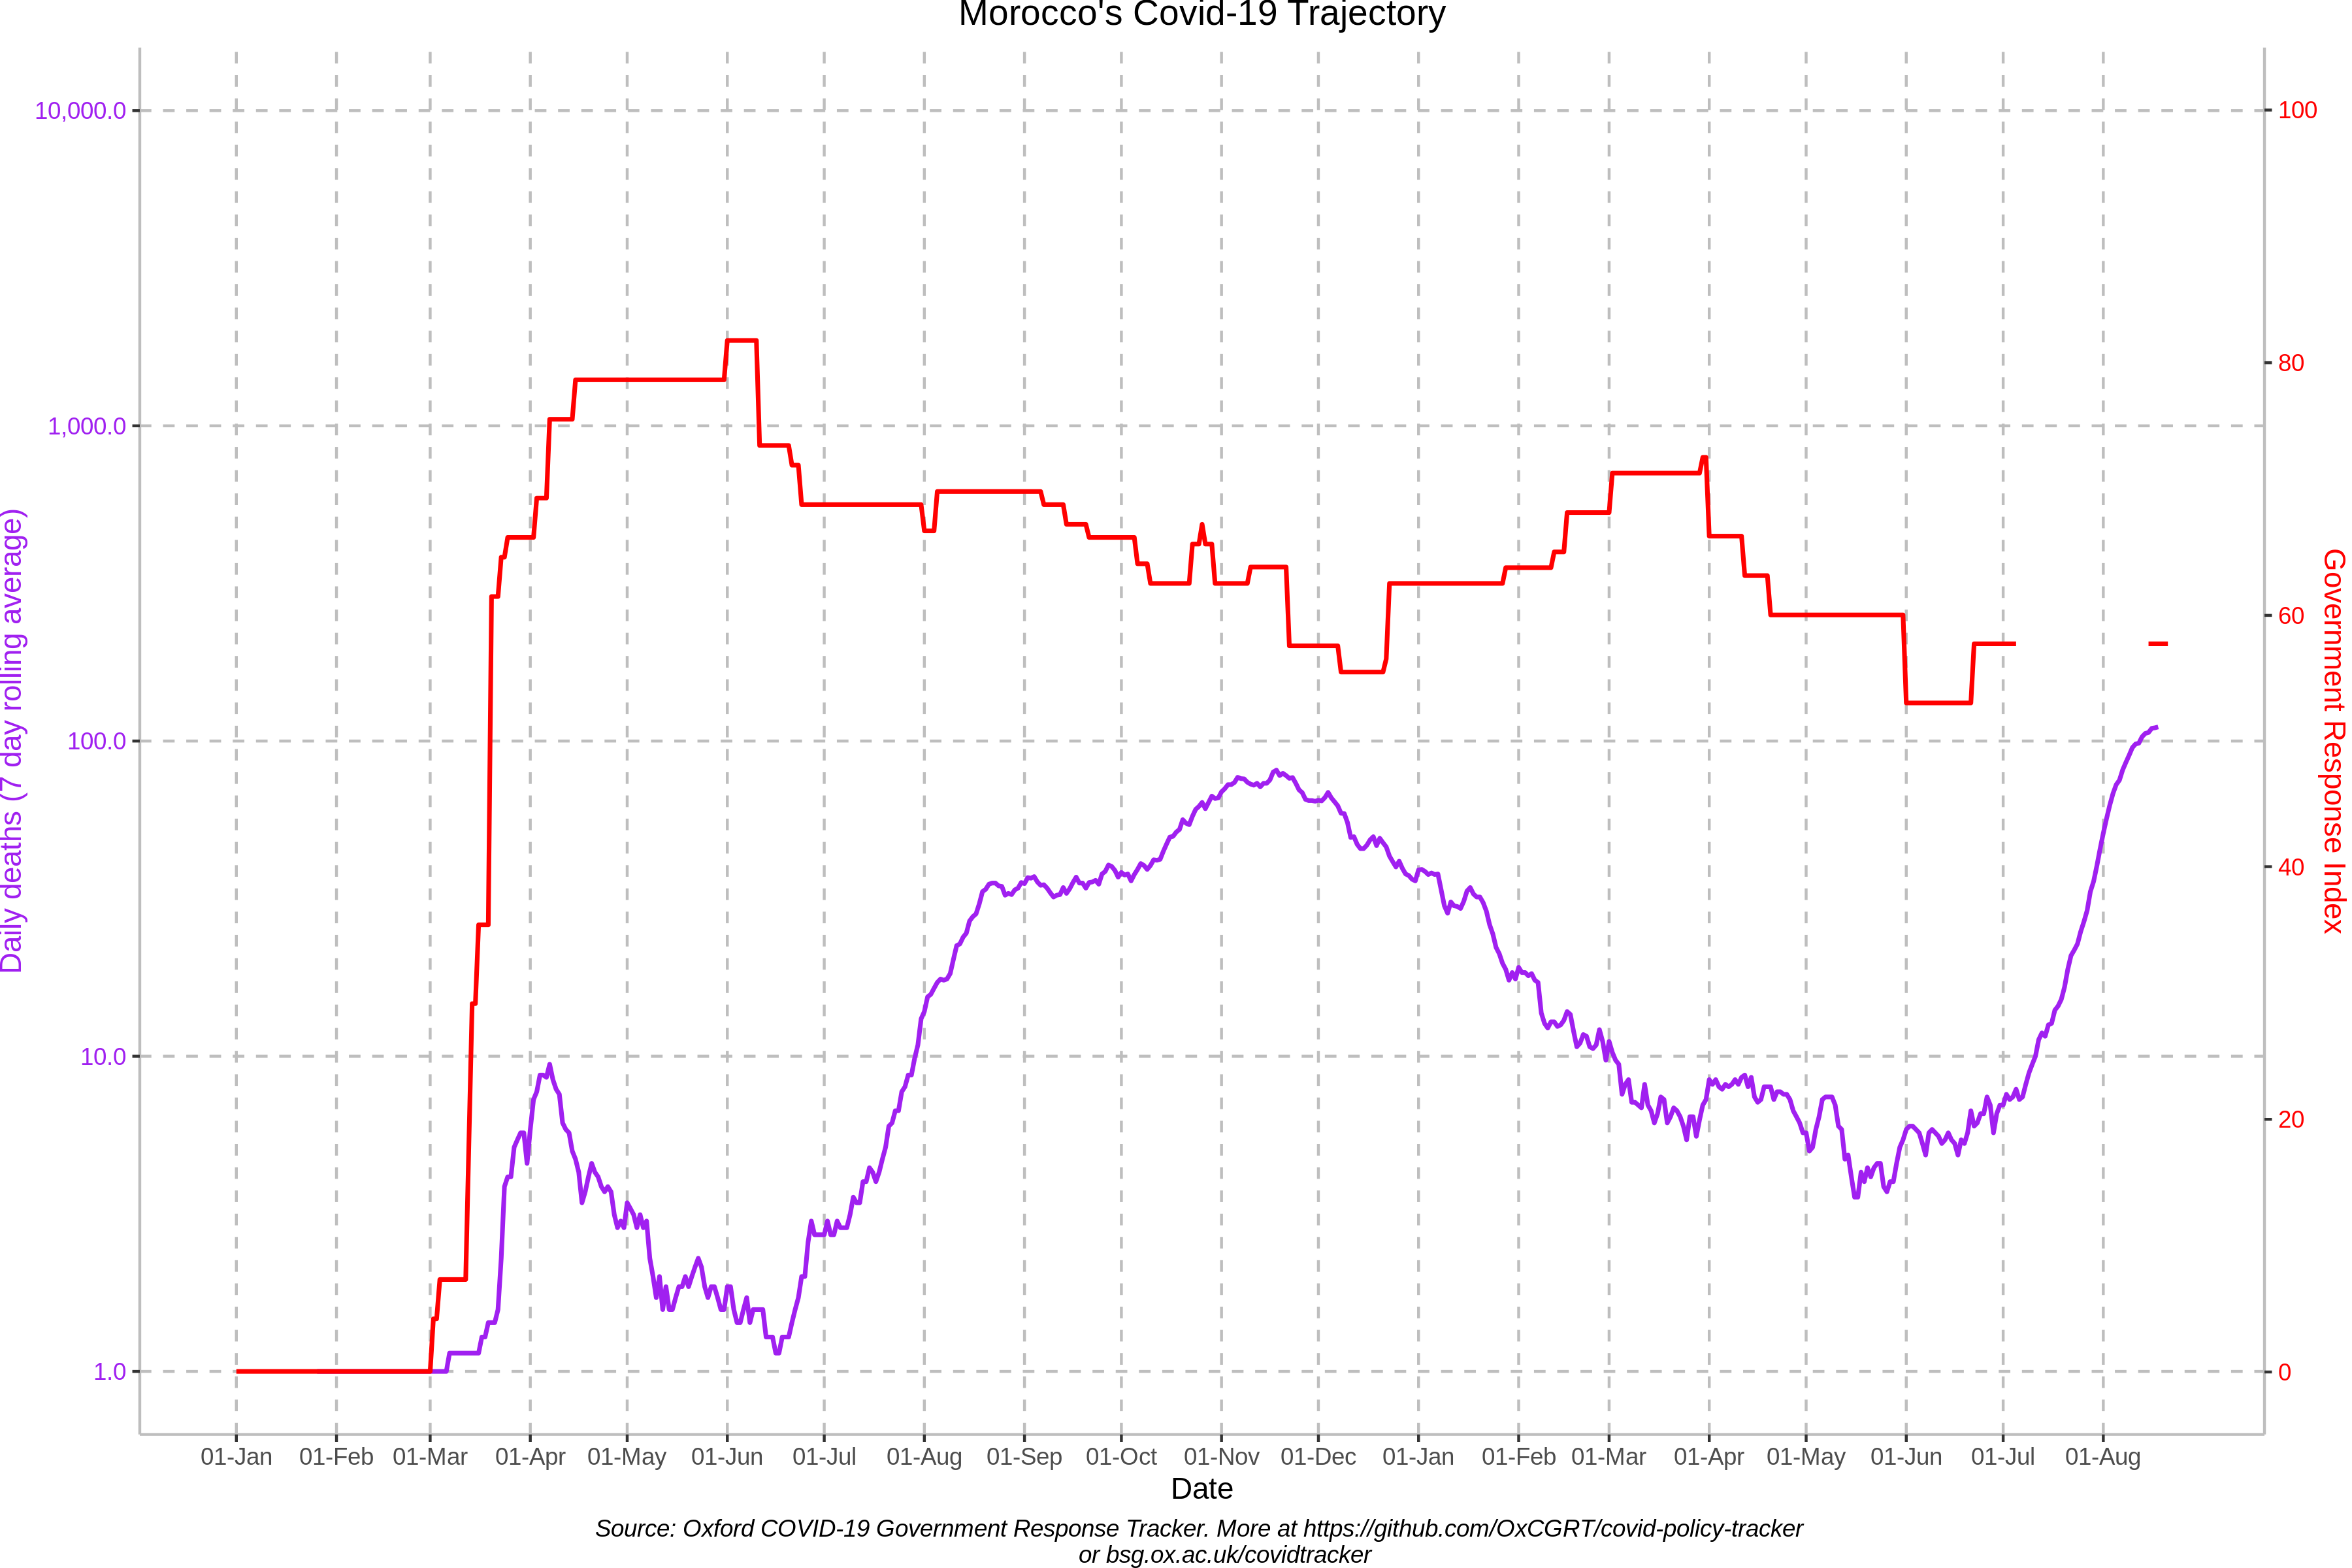 Morocco's Covid-19 Trajectory
10,000.0
1,000.0
100.0
10.0
1.0
Daily deaths (7 day rolling average)
100
80
60
40
20
0
Government Response Index
01-Jan 01-Feb 01-Mar 01-Apr 01-May 01-Jun 01-Jul 01-Aug 01-Sep 01-Oct 01-Nov 01-Dec 01-Jan 01-Feb 01-Mar 01-Apr 01-May 01-Jun 01-Jul 01-Aug
Date
Source: Oxford COVID-19 Government Response Tracker. More at https://github.com/OxCGRT/covid-policy-tracker
or bsg.ox.ac.uk/covidtracker